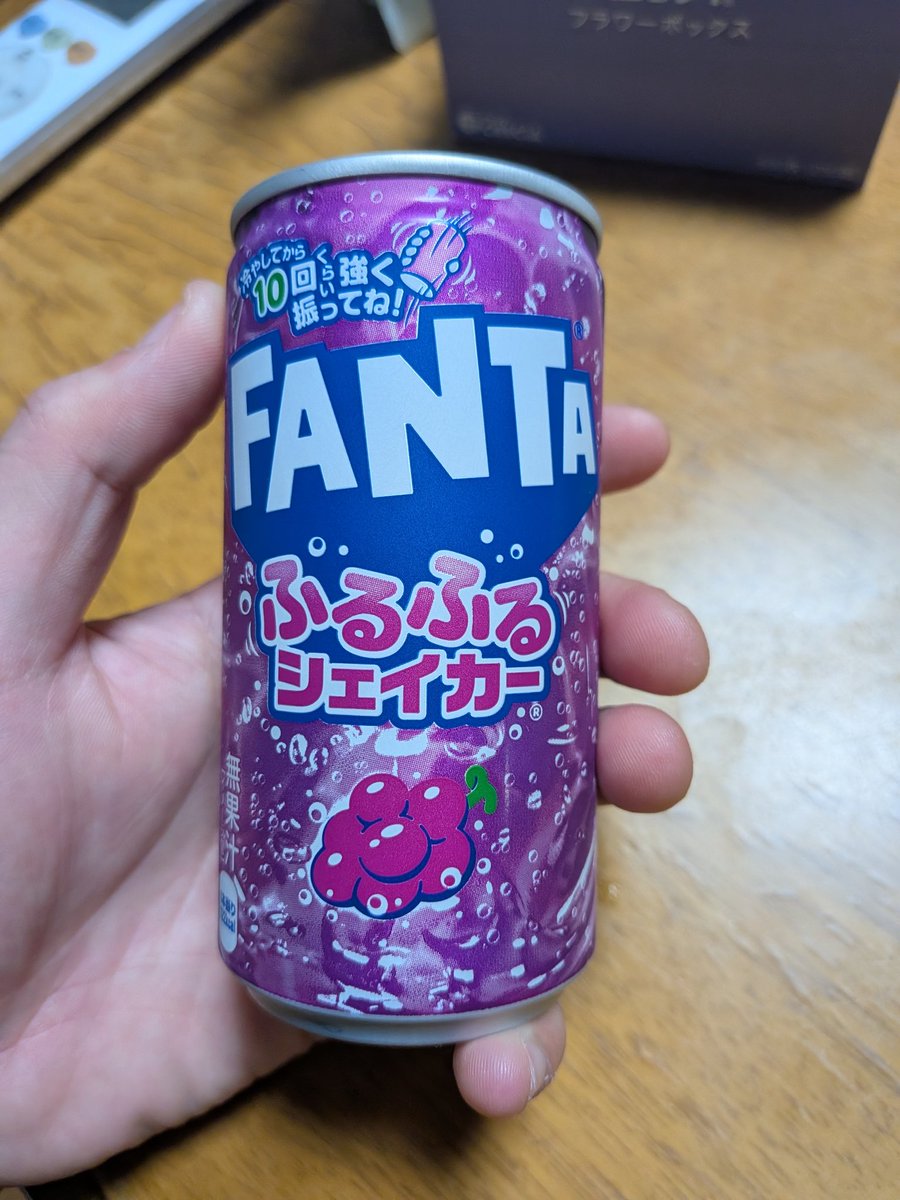 フラワーボックス
冷やしてから
10回くらい強く
振ってね!
FANTA®
ふるふる
シェイカー®
無果汁